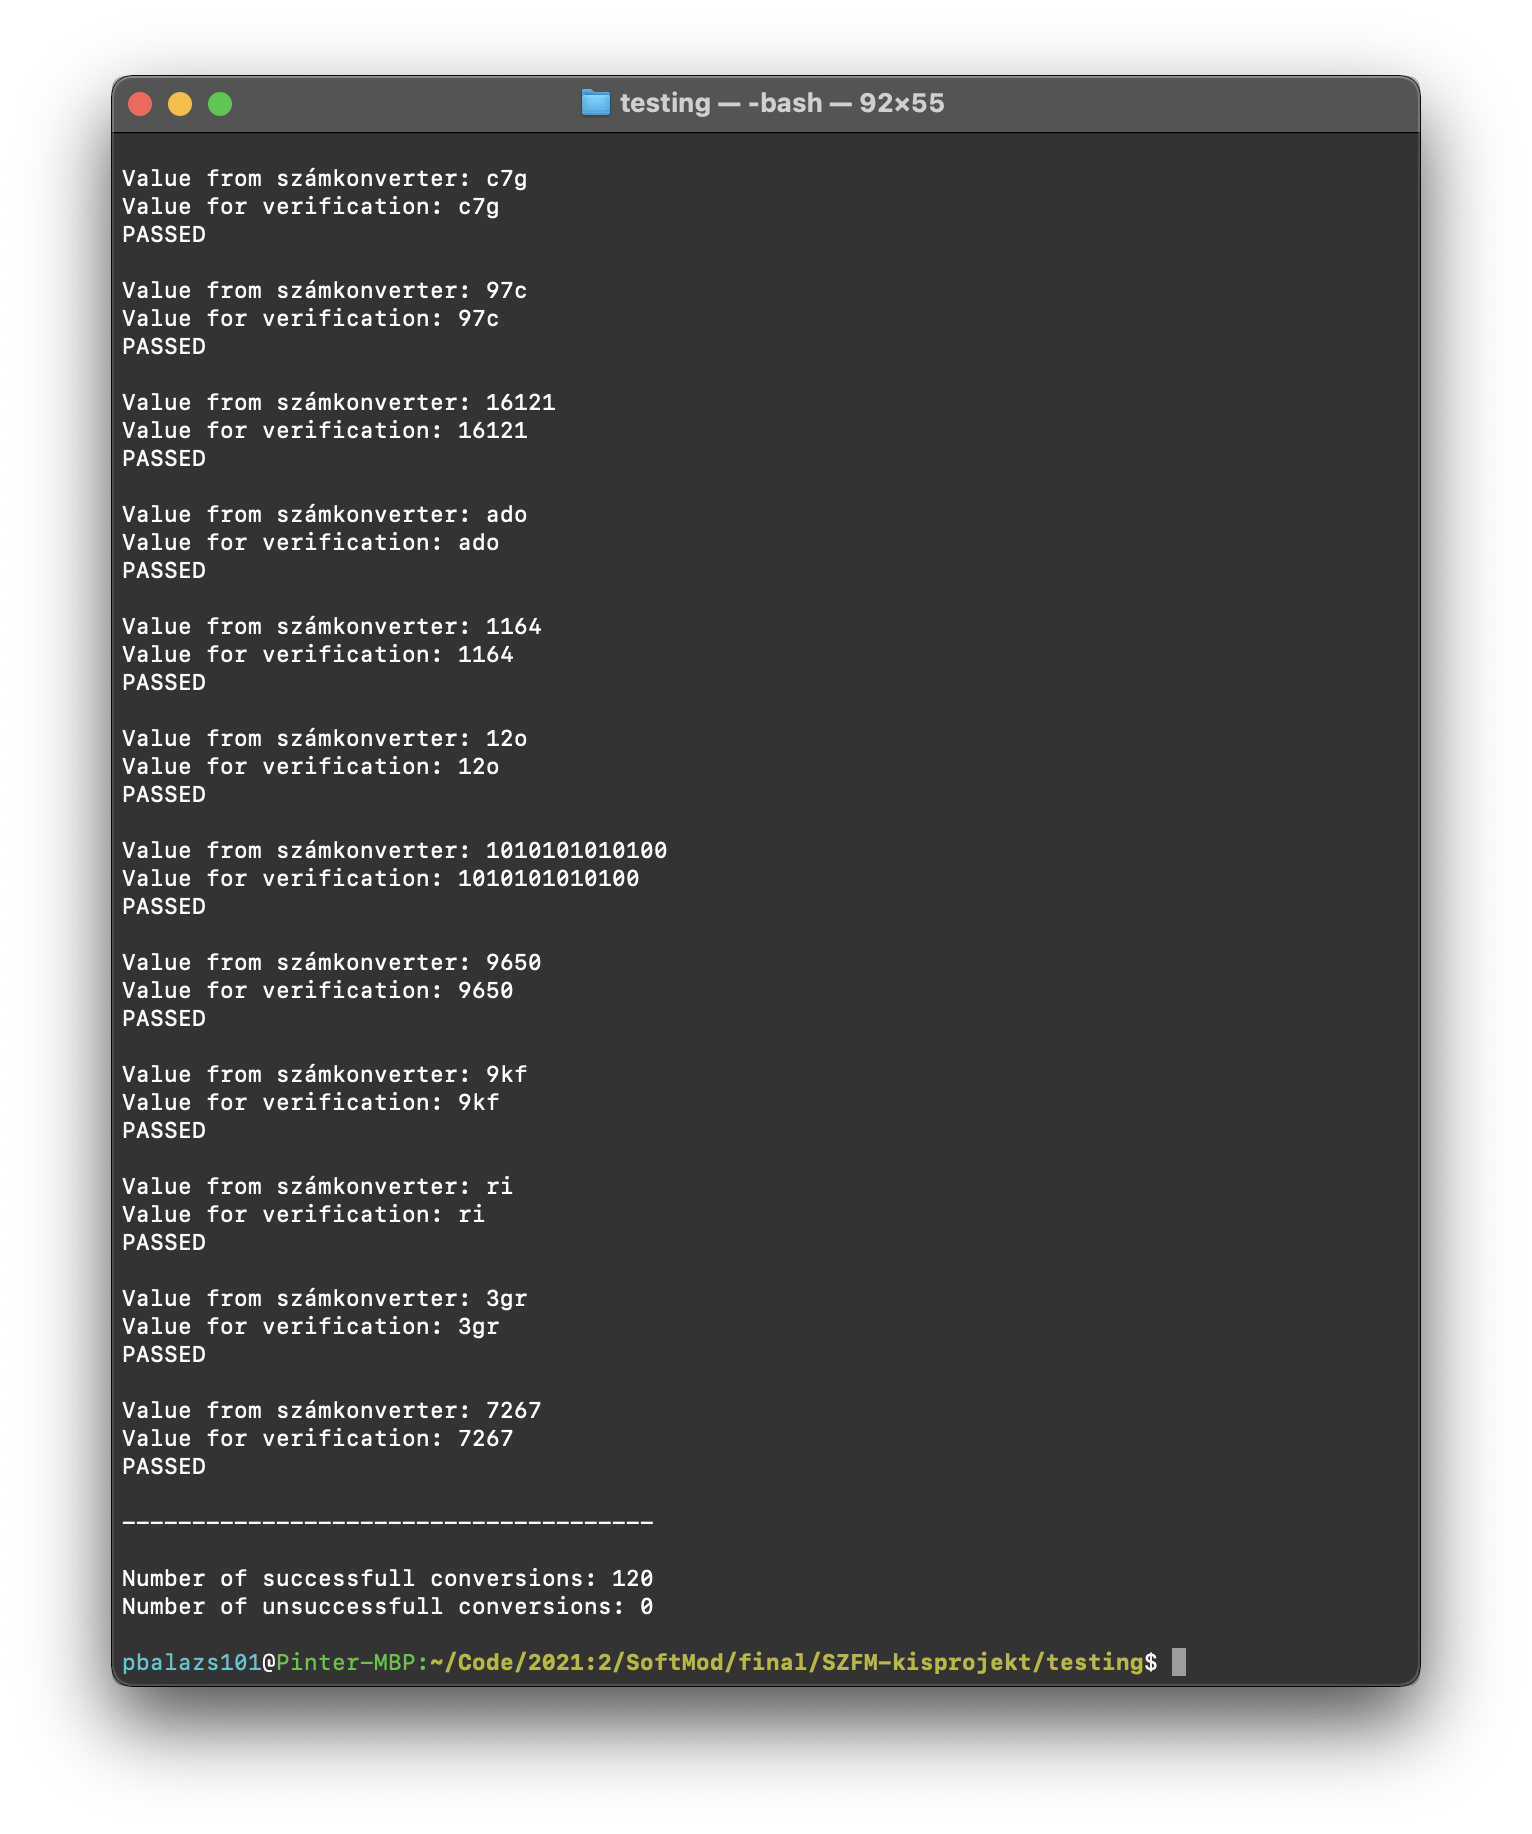 testing — -bash — 92×55
Value from számkonverter: c7g
Value for verification: c7g
PASSED
Value from számkonverter: 97c
Value for verification: 97c
PASSED
Value from számkonverter: 16121
Value for verification: 16121
PASSED
Value from számkonverter: ado
Value for verification: ado
PASSED
Value from számkonverter: 1164
Value for verification: 1164
PASSED
Value from számkonverter: 12o
Value for verification: 12o
PASSED
Value from számkonverter: 1010101010100
Value for verification: 1010101010100
PASSED
Value from számkonverter: 9650
Value for verification: 9650
PASSED
Value from számkonverter: 9kf
Value for verification: 9kf
PASSED
Value from számkonverter: ri
Value for verification: ri
PASSED
Value from számkonverter: 3gr
Value for verification: 3gr
PASSED
Value from számkonverter: 7267
Value for verification: 7267
PASSED
--------------------------------------
Number of successfull conversions: 120
Number of unsuccessfull conversions: 0
pbalazs101@Pinter-MBP:~/Code/2021:2/SoftMod/final/SZFM-kisprojekt/testing$